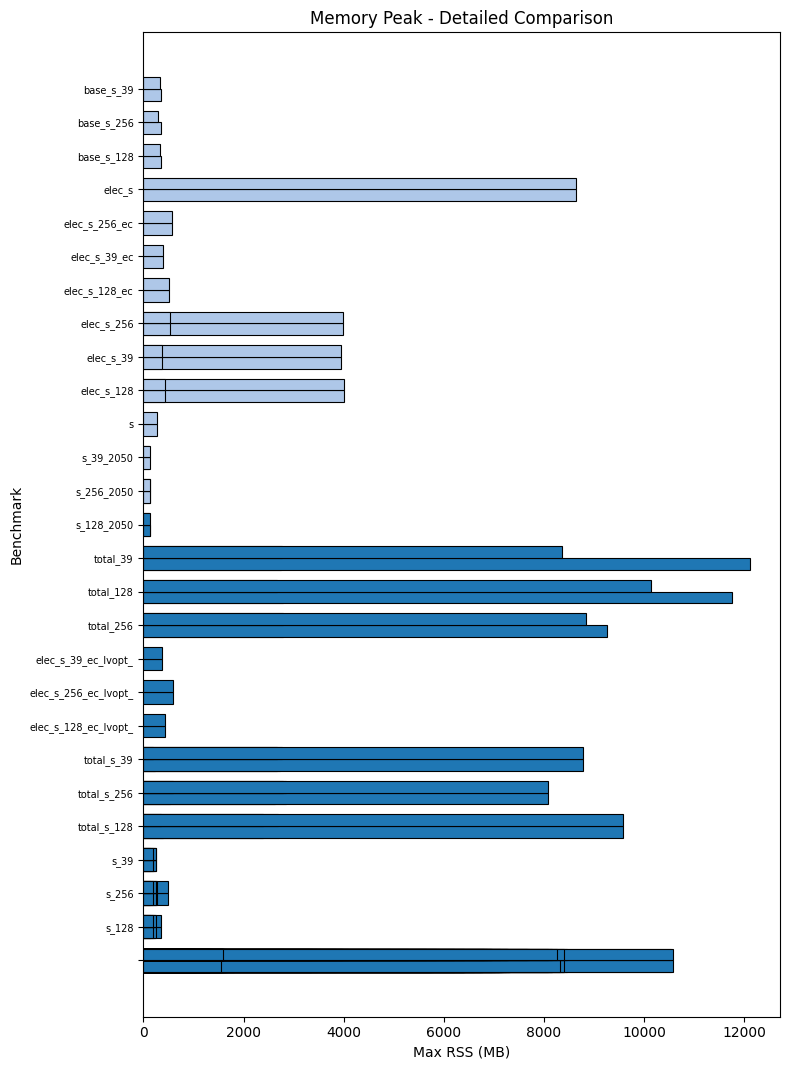 Memory Peak - Detailed Comparison
base_s_39
base_s_256
base_s_128
elec_s
elec_s_256_ec
elec_s_39_ec
elec_s_128_ec
elec_s_256
elec_s_39
elec_s_128
s
s_39_2050
s_256_2050
s_128_2050
total_39
total_128
total_256
elec_s_39_ec_lvopt_
elec_s_256_ec_lvopt_
elec_s_128_ec_lvopt_
total_s_39
total_s_256
total_s_128
s_39
s_256
s_128
Benchmark
0 2000 4000 6000 8000 10000 12000
Max RSS (MB)